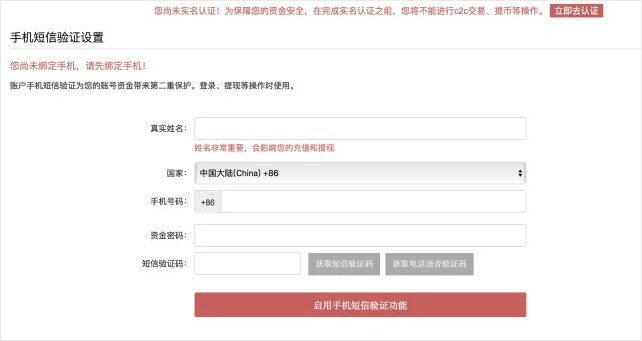 您尚未实名认证！为保障您的资金安全，在完成实名认证之前，您将不能进行c2c交易、提币等操作。 立即去认证
手机短信验证设置
您尚未绑定手机，请先绑定手机！
账户手机短信验证为您的账号资金带来第二重保护。登录、提现等操作时使用。
真实姓名：
姓名非常重要，会影响您的充值和提现
国家： 中国大陆(China) +86
手机号码： +86
资金密码：
短信验证码： 获取短信验证码 获取电话语音验证码
启用手机短信验证功能